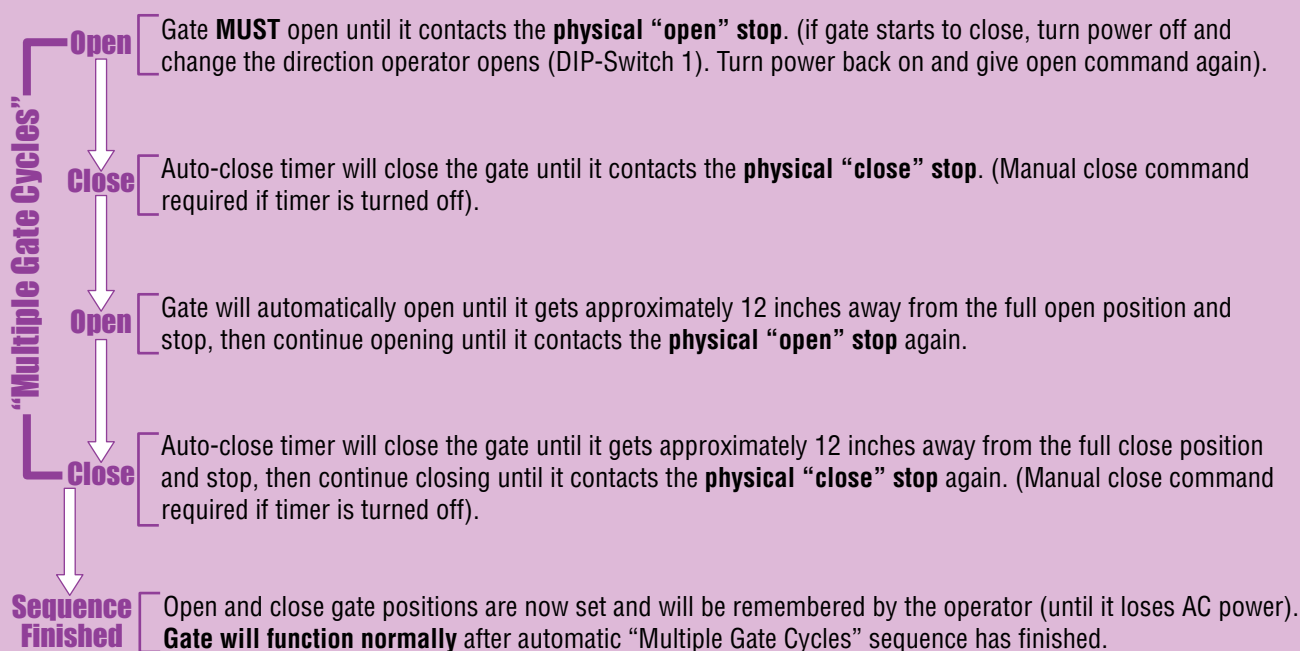 “Multiple Gate Cycles”
Open
Gate MUST open until it contacts the physical “open” stop. (if gate starts to close, turn power off and
change the direction operator opens (DIP-Switch 1). Turn power back on and give open command again).
Close
Auto-close timer will close the gate until it contacts the physical “close” stop. (Manual close command
required if timer is turned off).
Open
Gate will automatically open until it gets approximately 12 inches away from the full open position and
stop, then continue opening until it contacts the physical “open” stop again.
Close
Auto-close timer will close the gate until it gets approximately 12 inches away from the full close position
and stop, then continue closing until it contacts the physical “close” stop again. (Manual close command
required if timer is turned off).
Sequence
Finished
Open and close gate positions are now set and will be remembered by the operator (until it loses AC power).
Gate will function normally after automatic “Multiple Gate Cycles” sequence has finished.